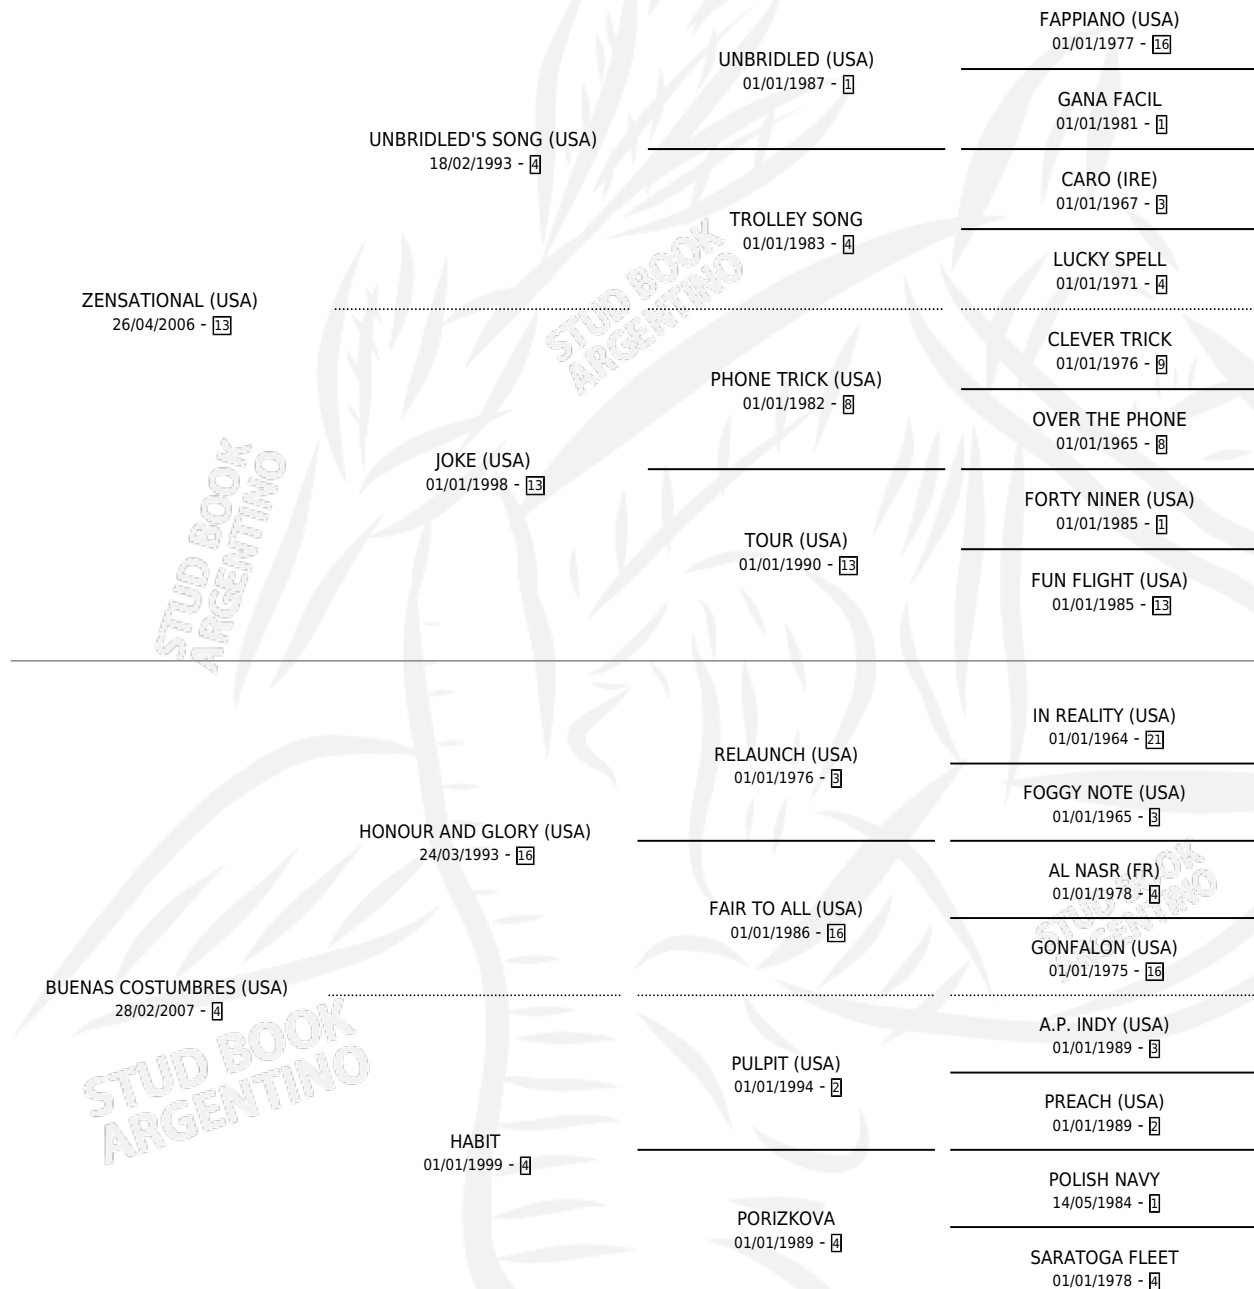 FAPPIANO (USA)
01/01/1977 - 16
UNBRIDLED (USA)
01/01/1987 - 1
GANA FACIL
01/01/1981 - 1
UNBRIDLED'S SONG (USA)
18/02/1993 - 4
CARO (IRE)
01/01/1967 - 3
TROLLEY SONG
01/01/1983 - 4
LUCKY SPELL
01/01/1971 - 4
ZENSATIONAL (USA)
26/04/2006 - 13
CLEVER TRICK
01/01/1976 - 9
PHONE TRICK (USA)
01/01/1982 - 8
OVER THE PHONE
01/01/1965 - 8
JOKE (USA)
01/01/1998 - 13
FORTY NINER (USA)
01/01/1985 - 1
TOUR (USA)
01/01/1990 - 13
FUN FLIGHT (USA)
01/01/1985 - 13
STUD BOOK
ARGENTINO
STUD BOOK
ARGENTINO
IN REALITY (USA)
01/01/1964 - 21
RELAUNCH (USA)
01/01/1976 - 3
FOGGY NOTE (USA)
01/01/1965 - 3
HONOUR AND GLORY (USA)
24/03/1993 - 16
AL NASR (FR)
01/01/1978 - 4
FAIR TO ALL (USA)
01/01/1986 - 16
GONFALON (USA)
01/01/1975 - 16
BUENAS COSTUMBRES (USA)
28/02/2007 - 4
A.P. INDY (USA)
01/01/1989 - 3
PULPIT (USA)
01/01/1994 - 2
PREACH (USA)
01/01/1989 - 2
HABIT
01/01/1999 - 4
POLISH NAVY
14/05/1984 - 1
PORIZKOVA
01/01/1989 - 4
SARATOGA FLEET
01/01/1978 - 4
STUD BOOK
ARGENTINO
STUD BOOK
ARGENTINO